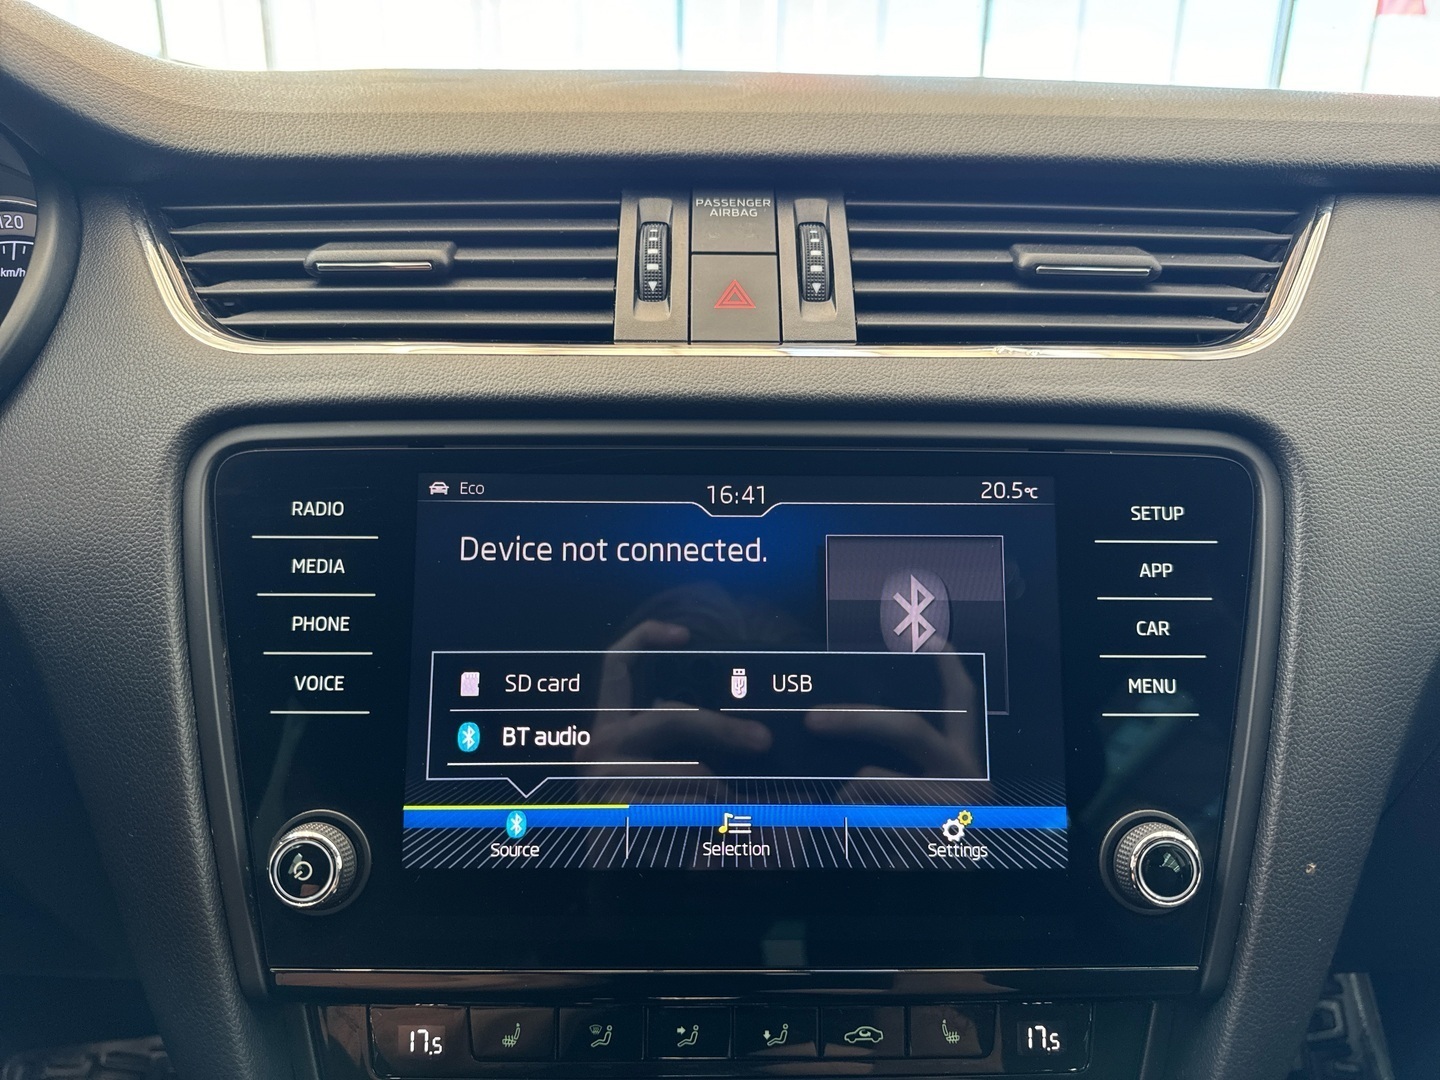 120
km/h
PASSENGER
AIRBAG
RADIO
MEDIA
PHONE
VOICE
Eco
16:41
20.5°C
Device not connected.
SD card
USB
BT audio
Source
Selection
Settings
SETUP
APP
CAR
MENU
17.5
17.5